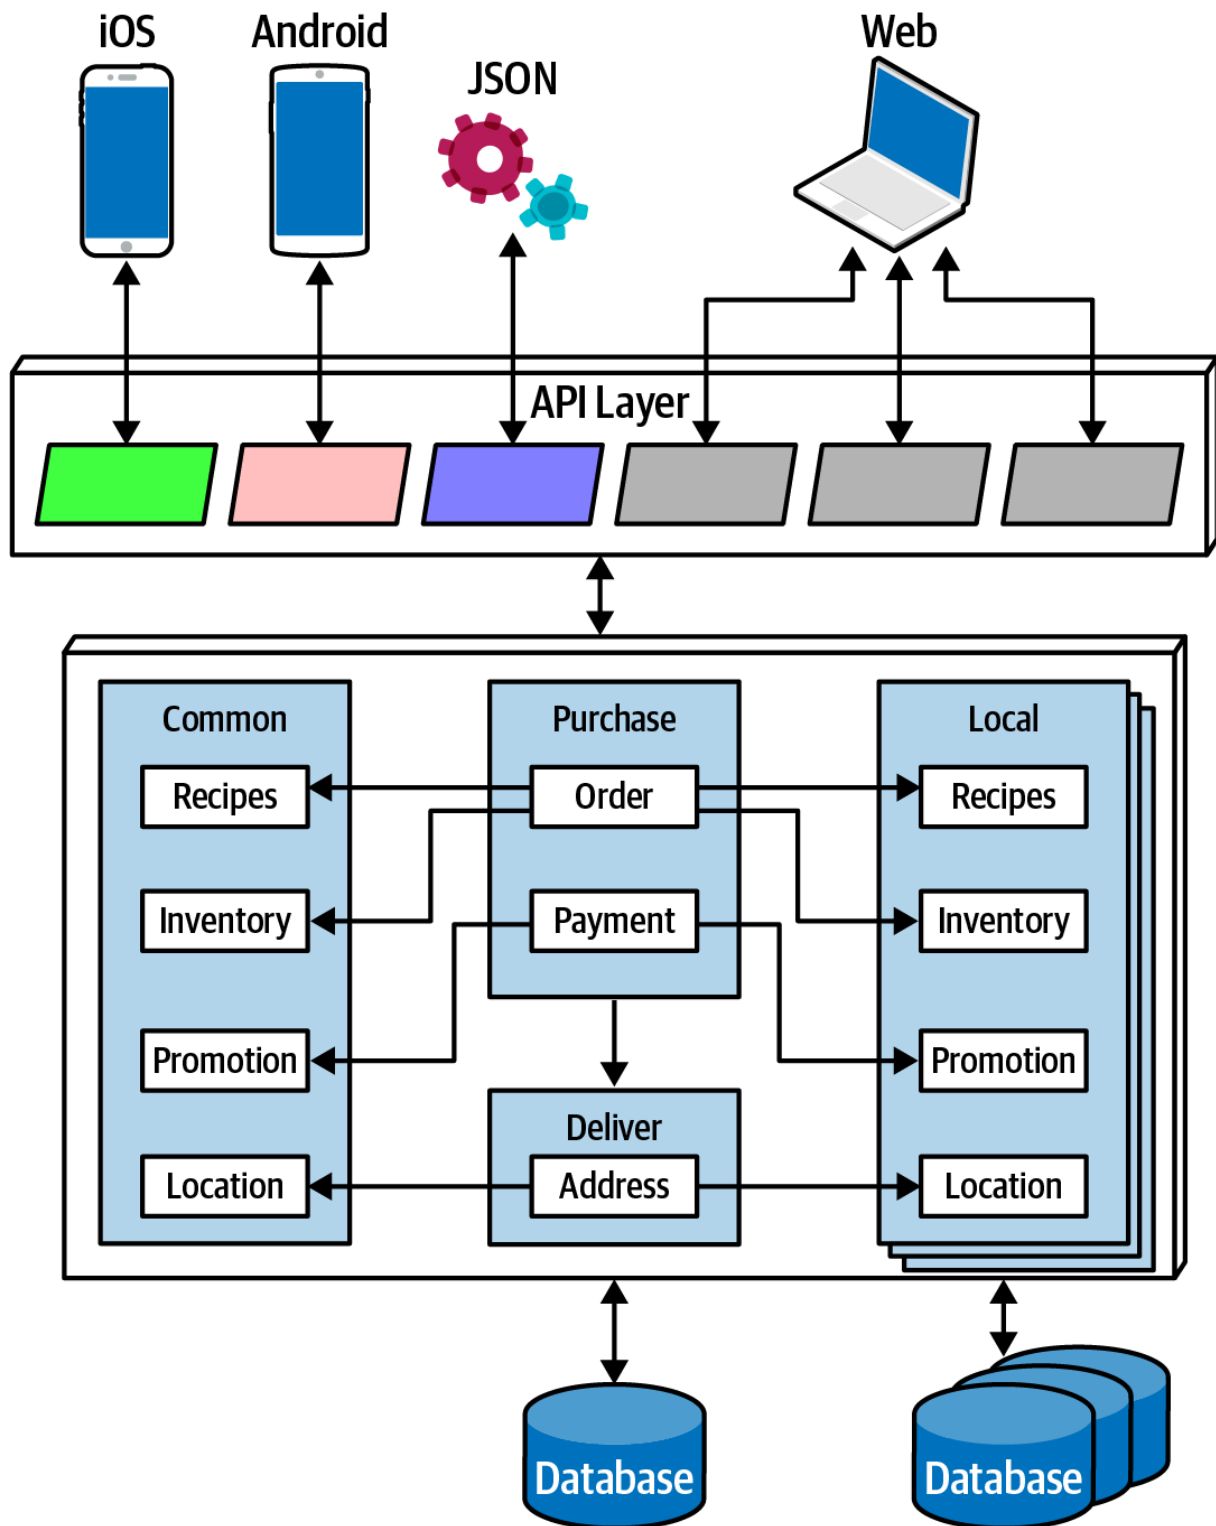 iOS
Android
JSON
Web
API Layer
Common
Recipes
Inventory
Promotion
Location
Purchase
Order
Payment
Deliver
Address
Local
Recipes
Inventory
Promotion
Location
Database
Database